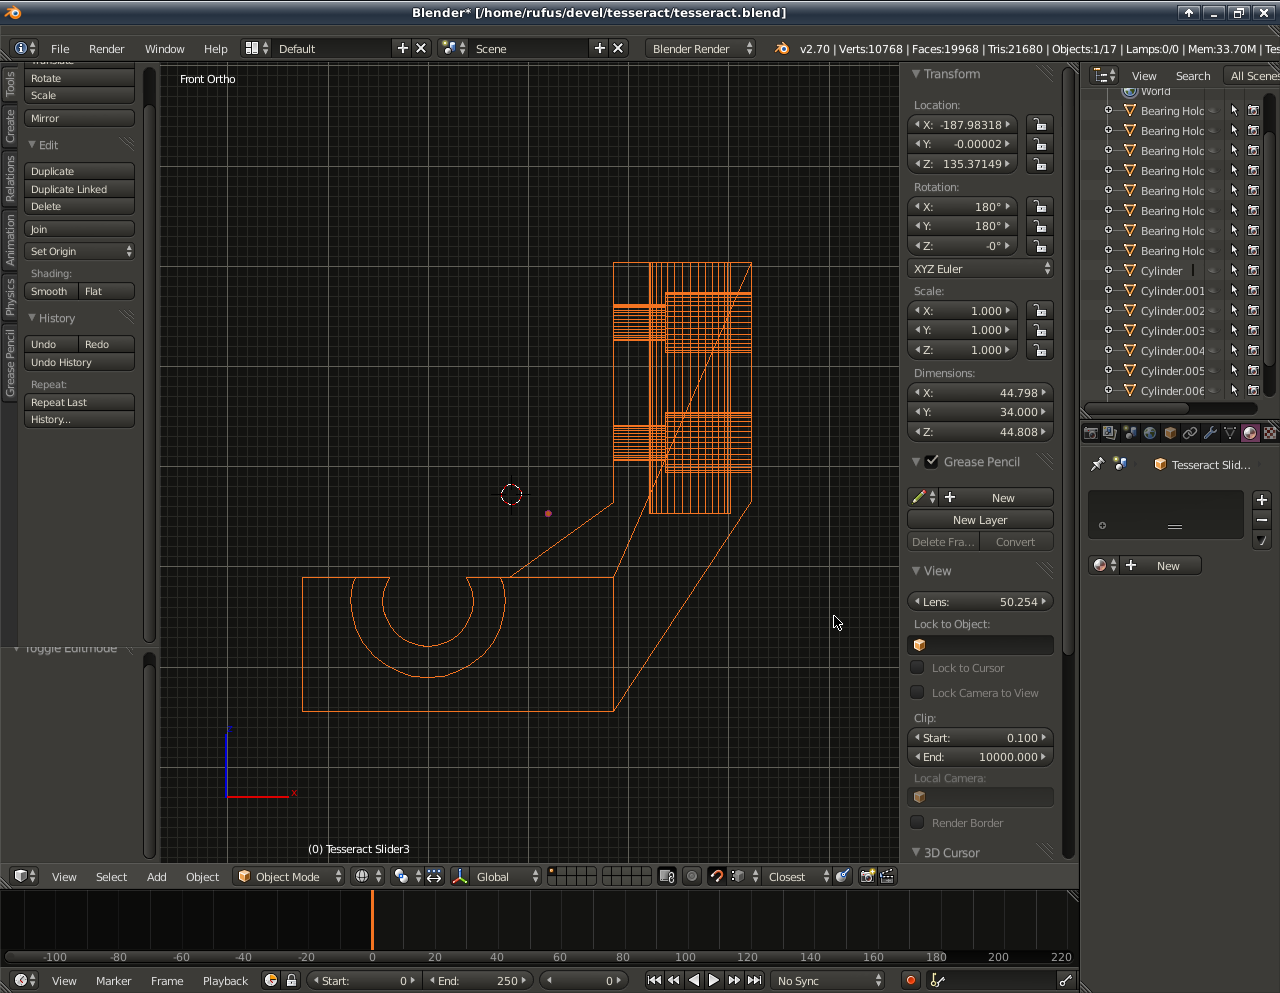 Blender* [/home/rufus/devel/tesseract/tesseract.blend]
File Render Window Help Default Scene Blender Render v2.70 | Verts:10768 | Faces:19968 | Tris:21680 | Objects:1/17 | Lamps:0/0 | Mem:33.70M | Tes
Tools
Create
Relations
Animation
Physics
Grease Pencil
Translate
Rotate
Scale
Mirror
Edit
Duplicate
Duplicate Linked
Delete
Join
Set Origin
Shading:
Smooth Flat
History
Undo Redo
Undo History
Repeat:
Repeat Last
History...
Toggle Editmode
Front Ortho
x
(0) Tesseract Slider3
Transform
Location:
X: -187.98318
Y: -0.00002
Z: 135.37149
Rotation:
X: 180°
Y: 180°
Z: -0°
XYZ Euler
Scale:
X: 1.000
Y: 1.000
Z: 1.000
Dimensions:
X: 44.798
Y: 34.000
Z: 44.808
Grease Pencil
New
New Layer
Delete Fra... Convert
View
Lens: 50.254
Lock to Object:
Lock to Cursor
Lock Camera to View
Clip:
Start: 0.100
End: 10000.000
Local Camera:
Render Border
3D Cursor
View Search All Scenes
World
Bearing Holc
Bearing Holc
Bearing Holc
Bearing Holc
Bearing Holc
Bearing Holc
Bearing Holc
Bearing Holc
Cylinder
Cylinder.001
Cylinder.002
Cylinder.003
Cylinder.004
Cylinder.005
Cylinder.006
Tesseract Slid...
New
View Select Add Object Object Mode Global Closest
-100 -80 -60 -40 -20 0 20 40 60 80 100 120 140 160 180 200 220
View Marker Frame Playback Start: 0 End: 250 0 No Sync